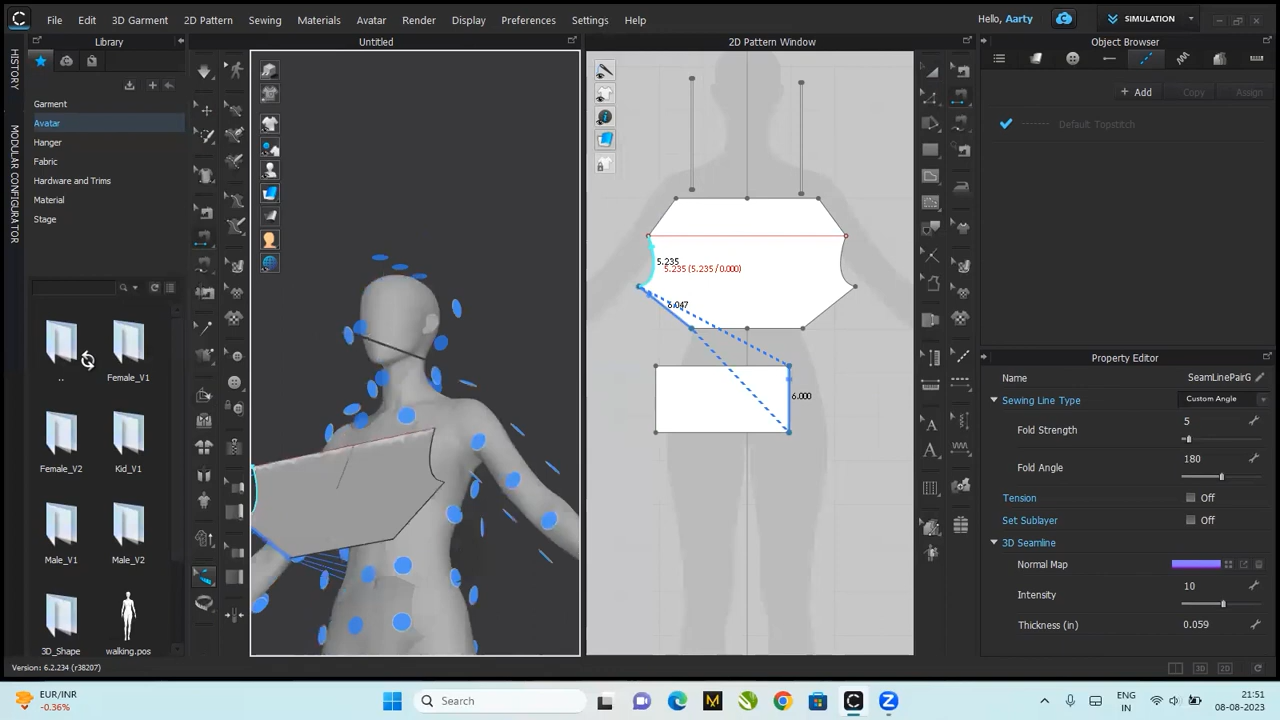 File Edit 3D Garment 2D Pattern Sewing Materials Avatar Render Display Preferences Settings Help
Hello, Aarty
SIMULATION
HISTORY
MODULAR CONFIGURATOR
Library
Garment
Avatar
Hanger
Fabric
Hardware and Trims
Material
Stage
..
Female_V1
Female_V2
Kid_V1
Male_V1
Male_V2
3D_Shape
walking.pos
Version: 6.2.234 (r38207)
Untitled
2D Pattern Window
5.235
5.235 (5.235 / 0.000)
6.047
6.000
Object Browser
+ Add Copy Assign
Default Topstitch
Property Editor
Name SeamLinePairG
Sewing Line Type Custom Angle
Fold Strength 5
Fold Angle 180
Tension Off
Set Sublayer Off
3D Seamline
Normal Map
Intensity 10
Thickness (in) 0.059
3D 2D
EUR/INR
-0.36%
Search
ENG
IN
21:51
08-08-2023